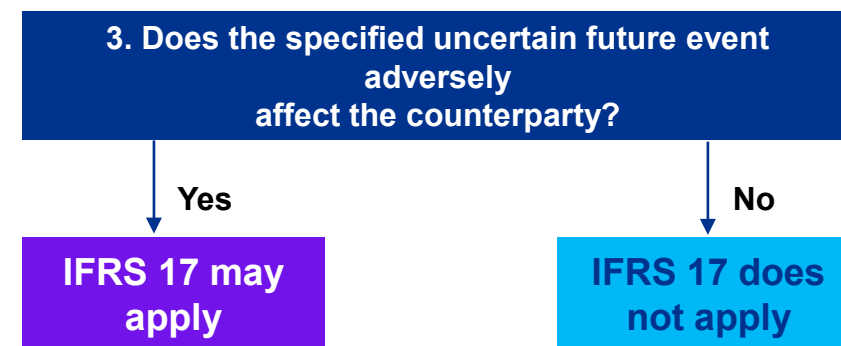 3. Does the specified uncertain future event
adversely
affect the counterparty?
Yes
No
IFRS 17 may
apply
IFRS 17 does
not apply